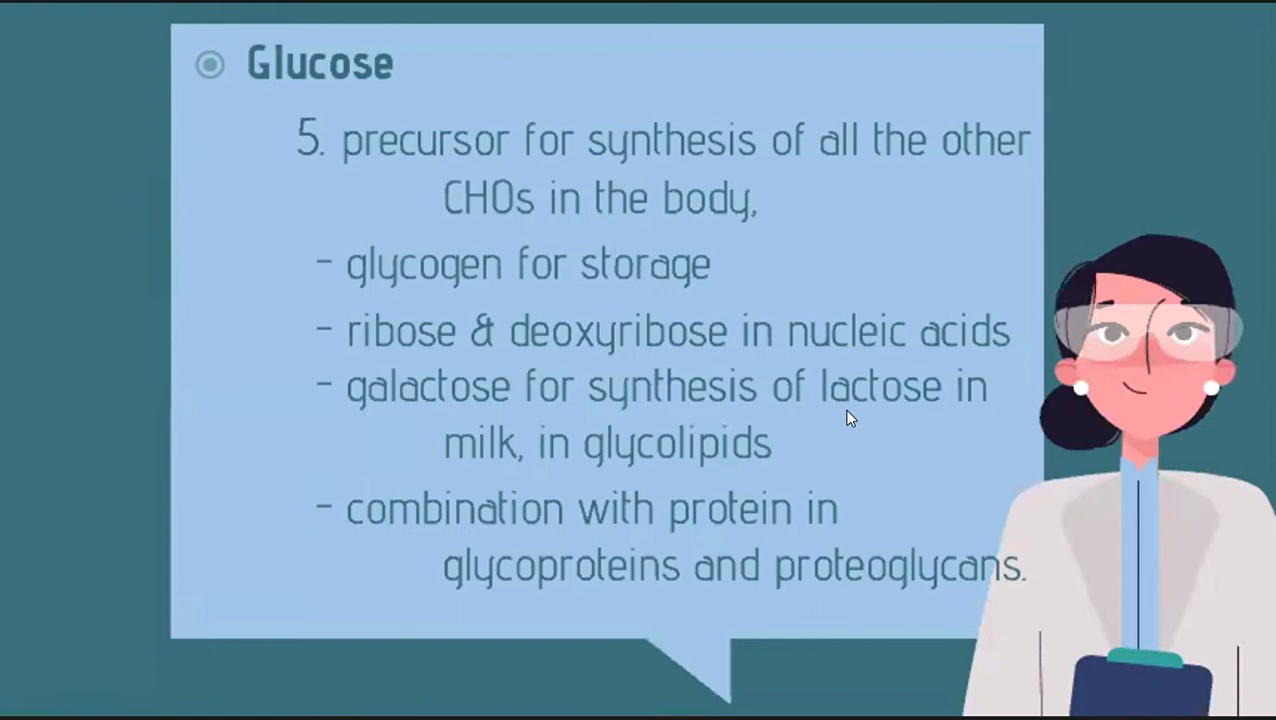 Glucose
5. precursor for synthesis of all the other
CHOs in the body,
- glycogen for storage
- ribose & deoxyribose in nucleic acids
- galactose for synthesis of lactose in
milk, in glycolipids
- combination with protein in
glycoproteins and proteoglycans.